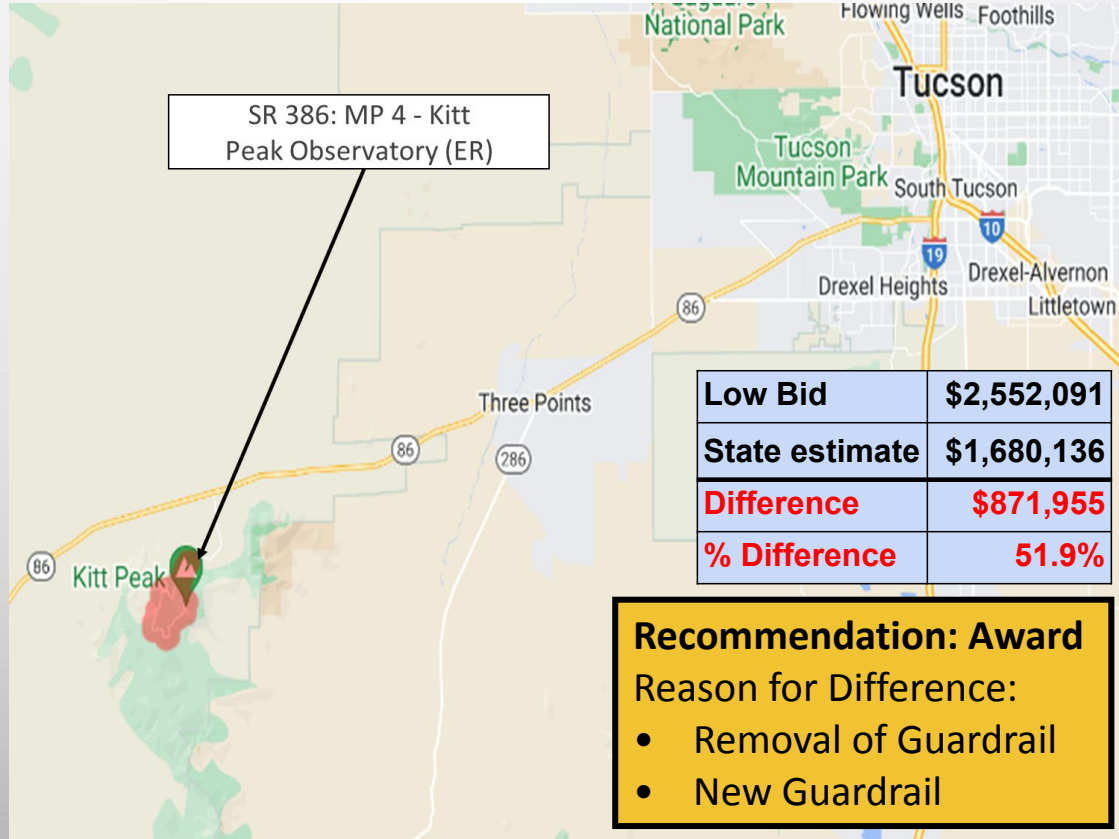 Saguaro
National Park
Flowing Wells
Foothills
Tucson
SR 386: MP 4 - Kitt
Peak Observatory (ER)
Tucson
Mountain Park
South Tucson
10
19
Drexel Heights
Drexel-Alvernon
Littletown
86
Three Points
86
286
86
Kitt Peak
Low Bid $2,552,091
State estimate $1,680,136
Difference $871,955
% Difference 51.9%
Recommendation: Award
Reason for Difference:
• Removal of Guardrail
• New Guardrail